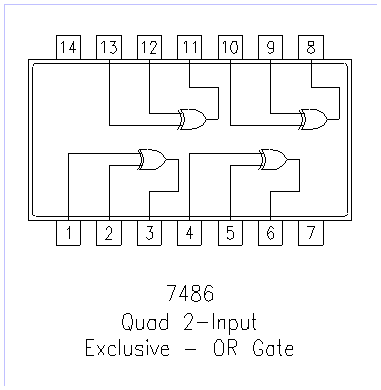 14 13 12 11 10 9 8
1 2 3 4 5 6 7
7486
Quad 2-Input
Exclusive - OR Gate